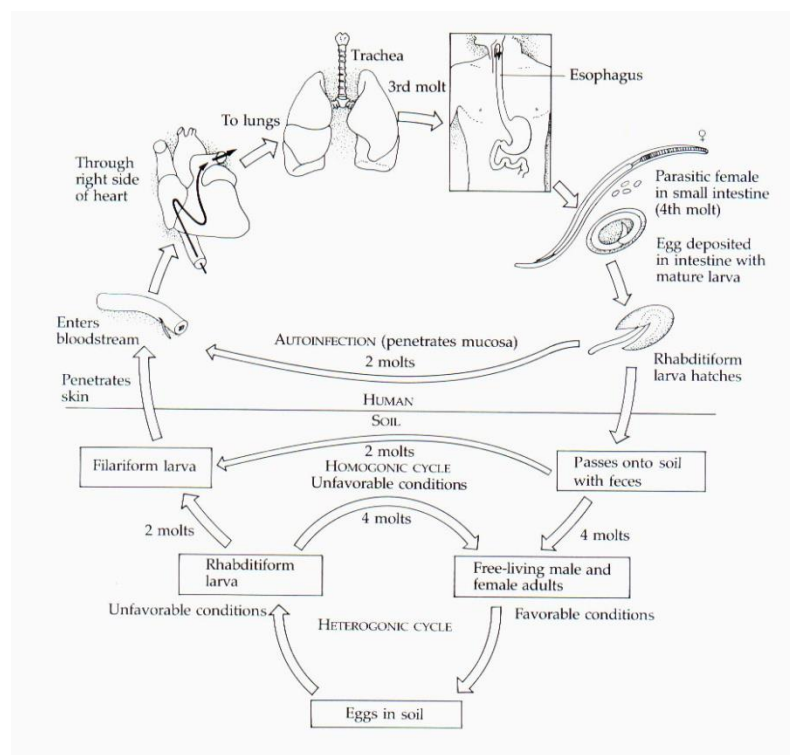 Trachea
3rd molt
Esophagus
To lungs
Through
right side
of heart
♀
Parasitic female
in small intestine
(4th molt)
Egg deposited
in intestine with
mature larva
Enters
bloodstream
AUTOINFECTION (penetrates mucosa)
2 molts
Rhabditiform
larva hatches
Penetrates
skin
HUMAN
SOIL
2 molts
HOMOGONIC CYCLE
Unfavorable conditions
Filariform larva
Passes onto soil
with feces
2 molts
4 molts
4 molts
Rhabditiform
larva
Free-living male and
female adults
Unfavorable conditions
Favorable conditions
HETEROGONIC CYCLE
Eggs in soil